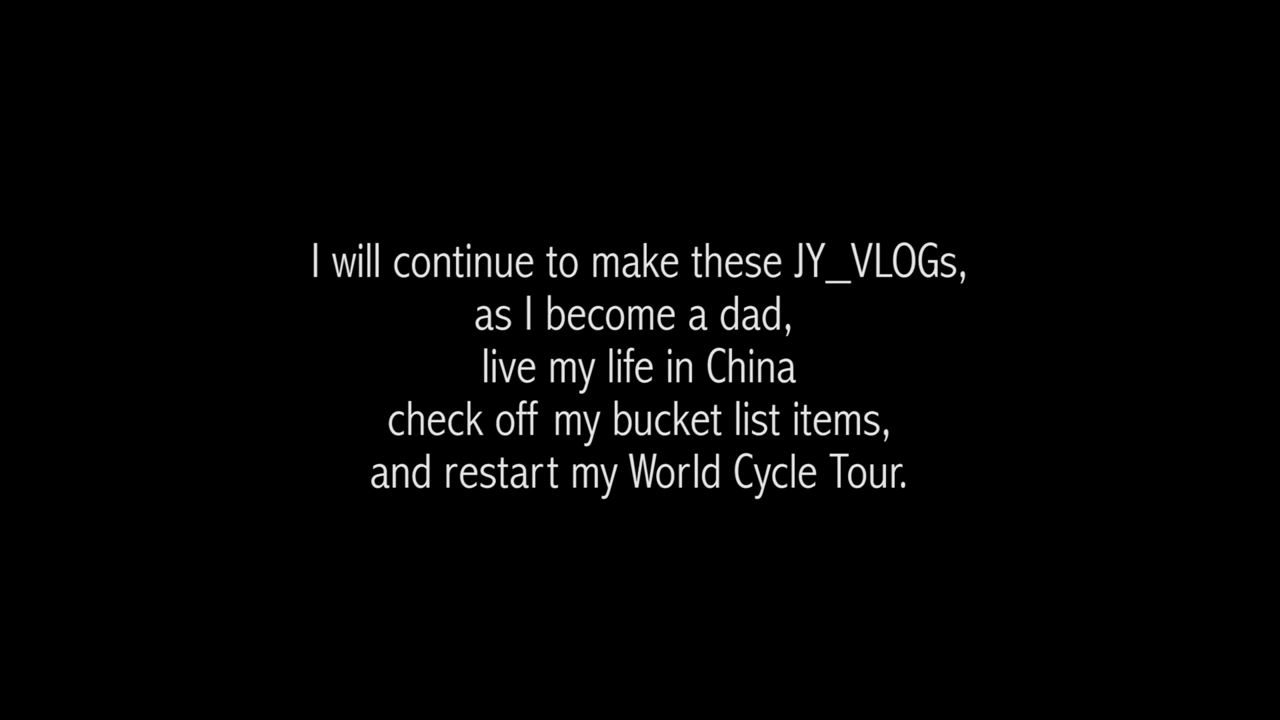 I will continue to make these JY_VLOGs,
as I become a dad,
live my life in China
check off my bucket list items,
and restart my World Cycle Tour.